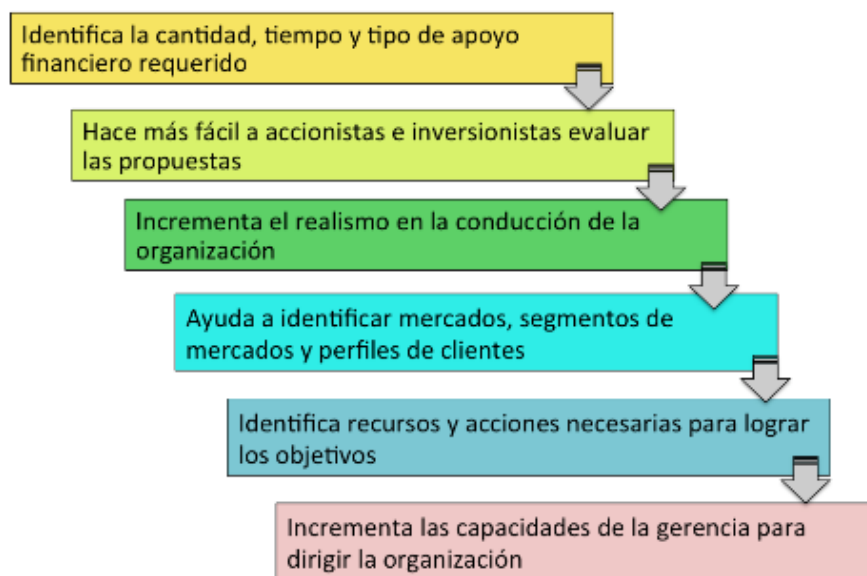 Identifica la cantidad, tiempo y tipo de apoyo
financiero requerido
Hace más fácil a accionistas e inversionistas evaluar
las propuestas
Incrementa el realismo en la conducción de la
organización
Ayuda a identificar mercados, segmentos de
mercados y perfiles de clientes
Identifica recursos y acciones necesarias para lograr
los objetivos
Incrementa las capacidades de la gerencia para
dirigir la organización